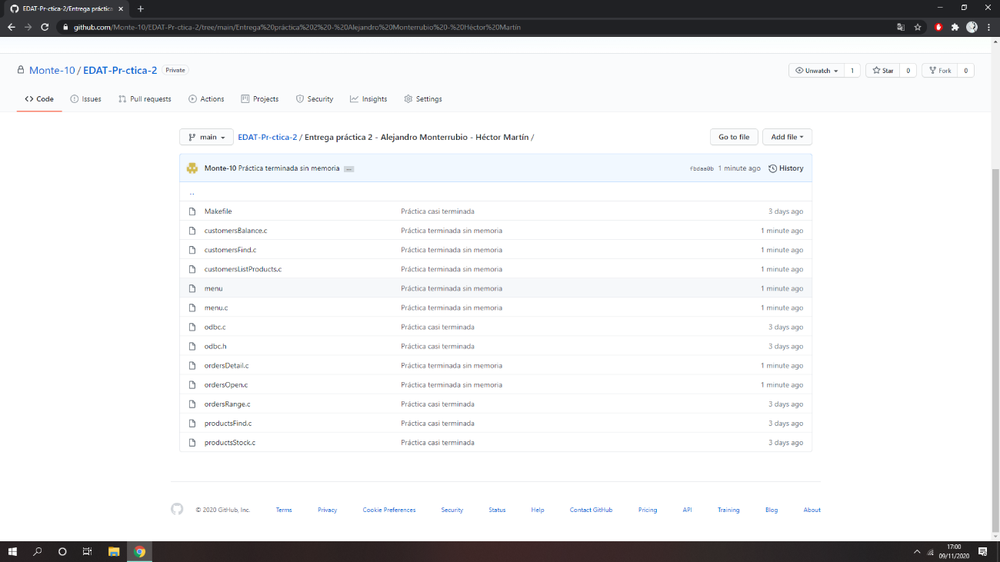 EDAT-Pr-ctica-2/Entrega práctica
github.com/Monte-10/EDAT-Pr-ctica-2/tree/main/Entrega%20práctica%202%20-%20Alejandro%20Monterrubio%20-%20Héctor%20Martín
Monte-10 / EDAT-Pr-ctica-2 Private Unwatch 1 Star 0 Fork 0
Code Issues Pull requests Actions Projects Security Insights Settings
main EDAT-Pr-ctica-2 / Entrega práctica 2 - Alejandro Monterrubio - Héctor Martín / Go to file Add file
Monte-10 Práctica terminada sin memoria ... fbdaa0b 1 minute ago History
..
Makefile Práctica casi terminada 3 days ago
customersBalance.c Práctica terminada sin memoria 1 minute ago
customersFind.c Práctica terminada sin memoria 1 minute ago
customersListProducts.c Práctica terminada sin memoria 1 minute ago
menu Práctica terminada sin memoria 1 minute ago
menu.c Práctica terminada sin memoria 1 minute ago
odbc.c Práctica casi terminada 3 days ago
odbc.h Práctica casi terminada 3 days ago
ordersDetail.c Práctica terminada sin memoria 1 minute ago
ordersOpen.c Práctica terminada sin memoria 1 minute ago
ordersRange.c Práctica casi terminada 3 days ago
productsFind.c Práctica casi terminada 3 days ago
productsStock.c Práctica casi terminada 3 days ago
© 2020 GitHub, Inc. Terms Privacy Cookie Preferences Security Status Help Contact GitHub Pricing API Training Blog About
17:00
09/11/2020